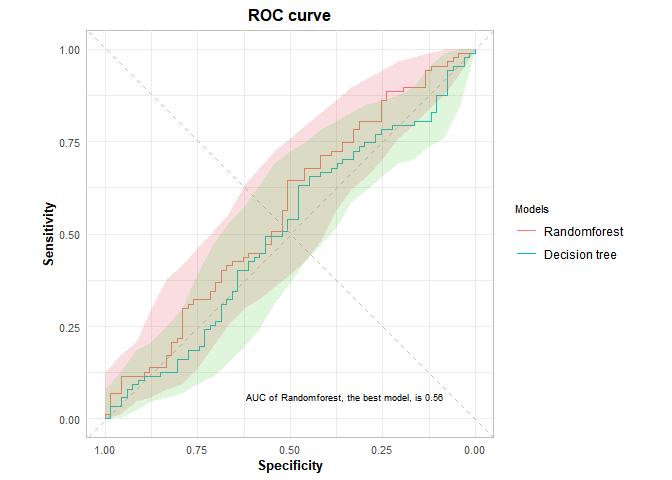 ROC curve
1.00
0.75
0.50
0.25
0.00
Sensitivity
AUC of Randomforest, the best model, is 0.56
1.00
0.75
0.50
0.25
0.00
Specificity
Models
Randomforest
Decision tree